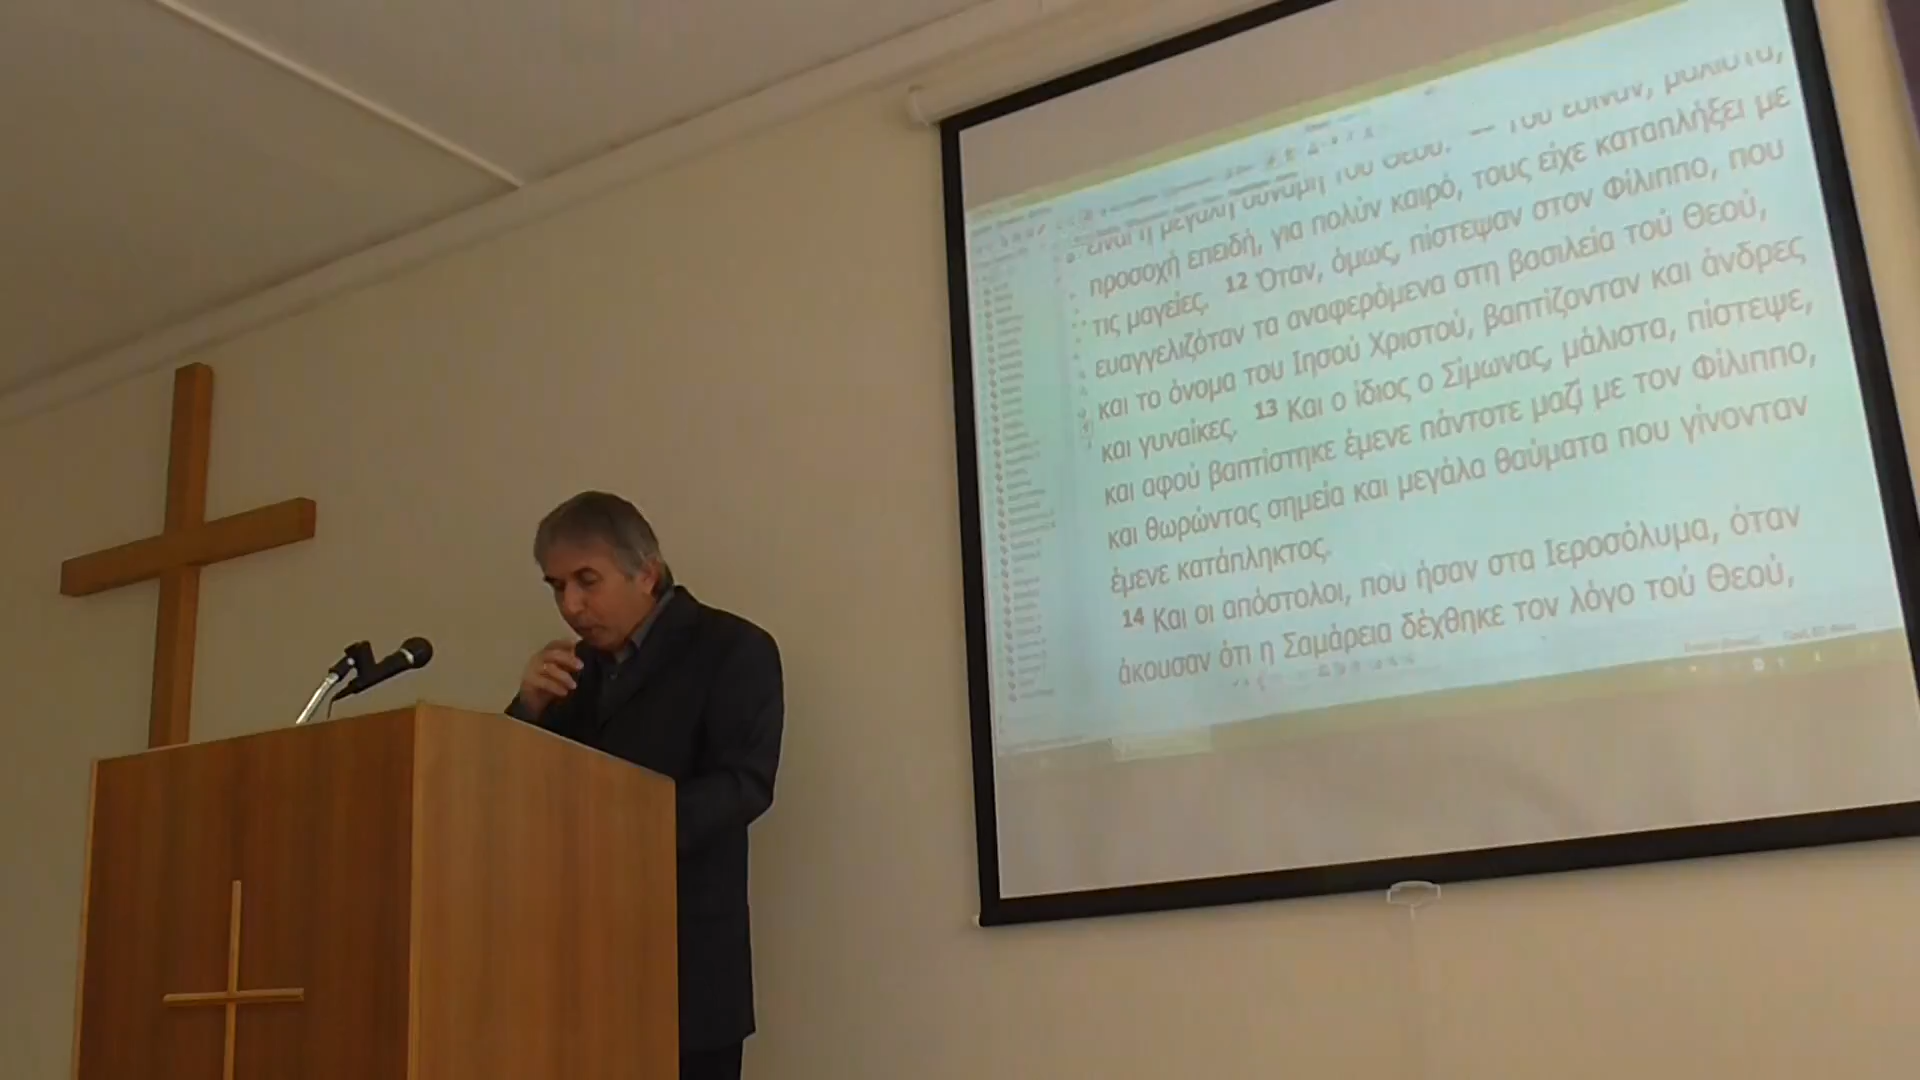 είναι η μεγάλη δύναμη του Θεού. — Του έδιναν, μάλιστα,
προσοχή επειδή, για πολύν καιρό, τους είχε καταπλήξει με
τις μαγείες. 12 Όταν, όμως, πίστεψαν στον Φίλιππο, που
ευαγγελιζόταν τα αναφερόμενα στη βασιλεία τού Θεού,
και το όνομα του Ιησού Χριστού, βαπτίζονταν και άνδρες
και γυναίκες. 13 Και ο ίδιος ο Σίμωνας, μάλιστα, πίστεψε,
και αφού βαπτίστηκε έμενε πάντοτε μαζί με τον Φίλιππο,
και θωρώντας σημεία και μεγάλα θαύματα που γίνονταν
έμενε κατάπληκτος.
14 Και οι απόστολοι, που ήσαν στα Ιεροσόλυμα, όταν
άκουσαν ότι η Σαμάρεια δέχθηκε τον λόγο τού Θεού,